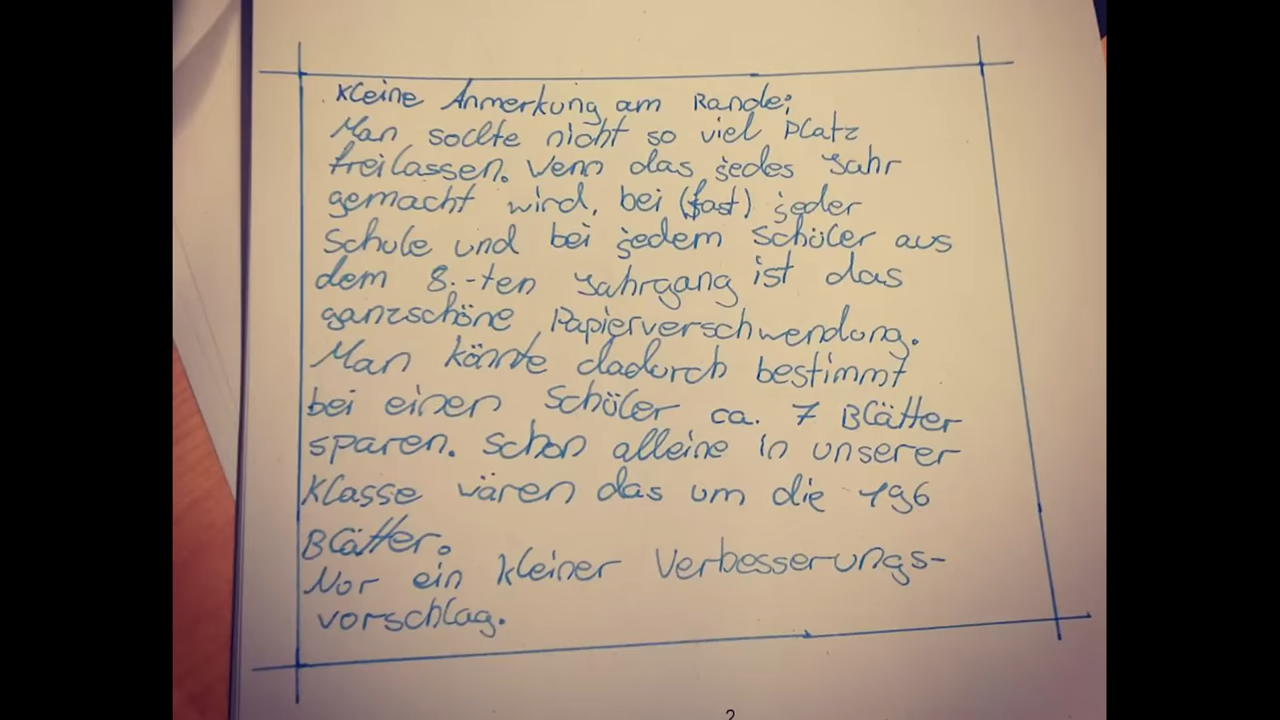 Kleine Anmerkung am Rande:
Man sollte nicht so viel Platz
freilassen. Wenn das jedes Jahr
gemacht wird, bei (fast) jeder
Schule und bei jedem Schüler aus
dem 8.-ten Jahrgang ist das
ganzschöne Papierverschwendung.
Man könnte dadurch bestimmt
bei einen Schüler ca. 7 Blätter
sparen. Schon alleine in unserer
Klasse wären das um die 196
Blätter.
Nur ein kleiner Verbesserungs-
vorschlag.
2